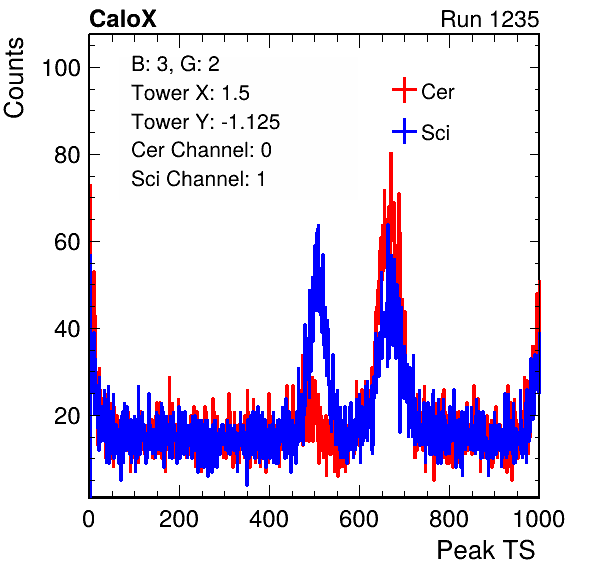 CaloX Run 1235
Counts
B: 3, G: 2
Tower X: 1.5
Tower Y: -1.125
Cer Channel: 0
Sci Channel: 1
Cer
Sci
100
80
60
40
20
0 200 400 600 800 1000
Peak TS